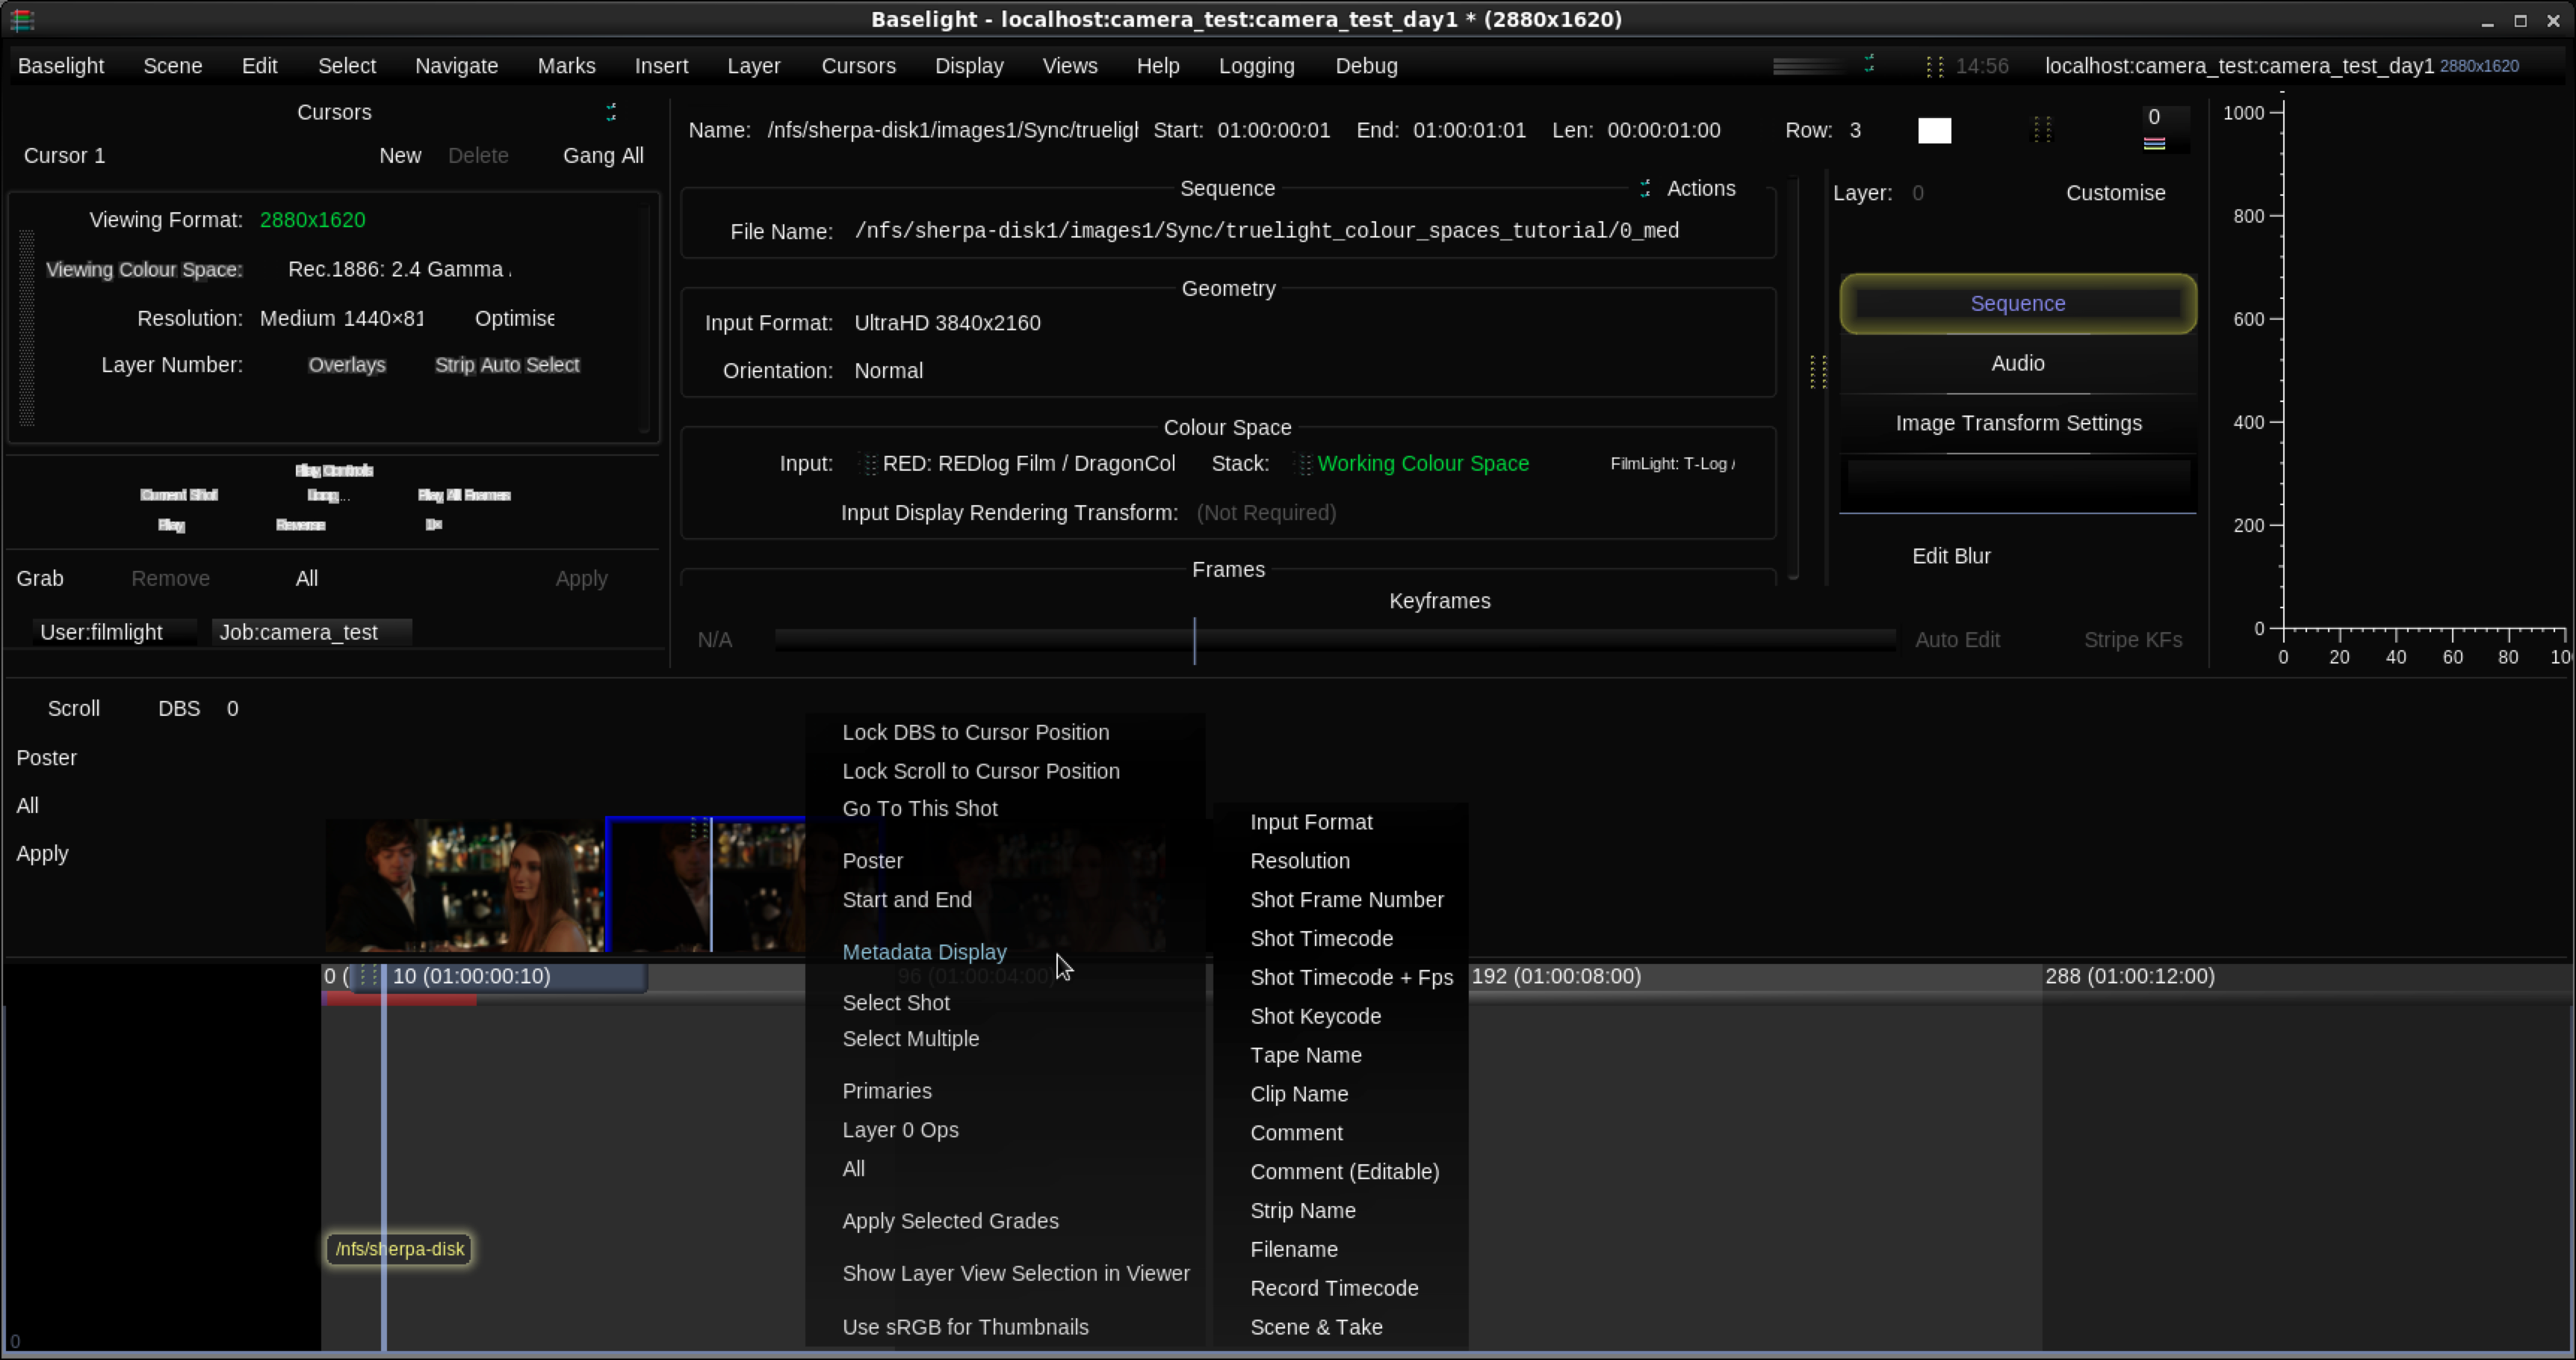 Baselight - localhost:camera_test:camera_test_day1 * (2880x1620)
Baselight Scene Edit Select Navigate Marks Insert Layer Cursors Display Views Help Logging Debug 14:56 localhost:camera_test:camera_test_day1 2880x1620
Cursors
Cursor 1 New Delete Gang All
Viewing Format: 2880x1620
Viewing Colour Space: Rec.1886: 2.4 Gamma
Resolution: Medium 1440×81 Optimise
Layer Number: Overlays Strip Auto Select
Play Controls
Current Shot Loop... Play All Frames
Play Reverse 1×
Grab Remove All Apply
User:filmlight Job:camera_test
Name: /nfs/sherpa-disk1/images1/Sync/truelight Start: 01:00:00:01 End: 01:00:01:01 Len: 00:00:01:00 Row: 3 0
Sequence Actions
File Name: /nfs/sherpa-disk1/images1/Sync/truelight_colour_spaces_tutorial/0_med
Geometry
Input Format: UltraHD 3840x2160
Orientation: Normal
Colour Space
Input: RED: REDlog Film / DragonCol Stack: Working Colour Space FilmLight: T-Log /
Input Display Rendering Transform: (Not Required)
Frames
Keyframes
N/A Auto Edit Stripe KFs
Layer: 0 Customise
Sequence
Audio
Image Transform Settings
Edit Blur
1000
800
600
400
200
0
0 20 40 60 80 10
Scroll DBS 0
Poster
All
Apply
Lock DBS to Cursor Position
Lock Scroll to Cursor Position
Go To This Shot
Poster
Start and End
Metadata Display
Select Shot
Select Multiple
Primaries
Layer 0 Ops
All
Apply Selected Grades
Show Layer View Selection in Viewer
Use sRGB for Thumbnails
Input Format
Resolution
Shot Frame Number
Shot Timecode
Shot Timecode + Fps
Shot Keycode
Tape Name
Clip Name
Comment
Comment (Editable)
Strip Name
Filename
Record Timecode
Scene & Take
0 ( 10 (01:00:00:10) 96 (01:00:04:00) 192 (01:00:08:00) 288 (01:00:12:00)
/nfs/sherpa-disk
0